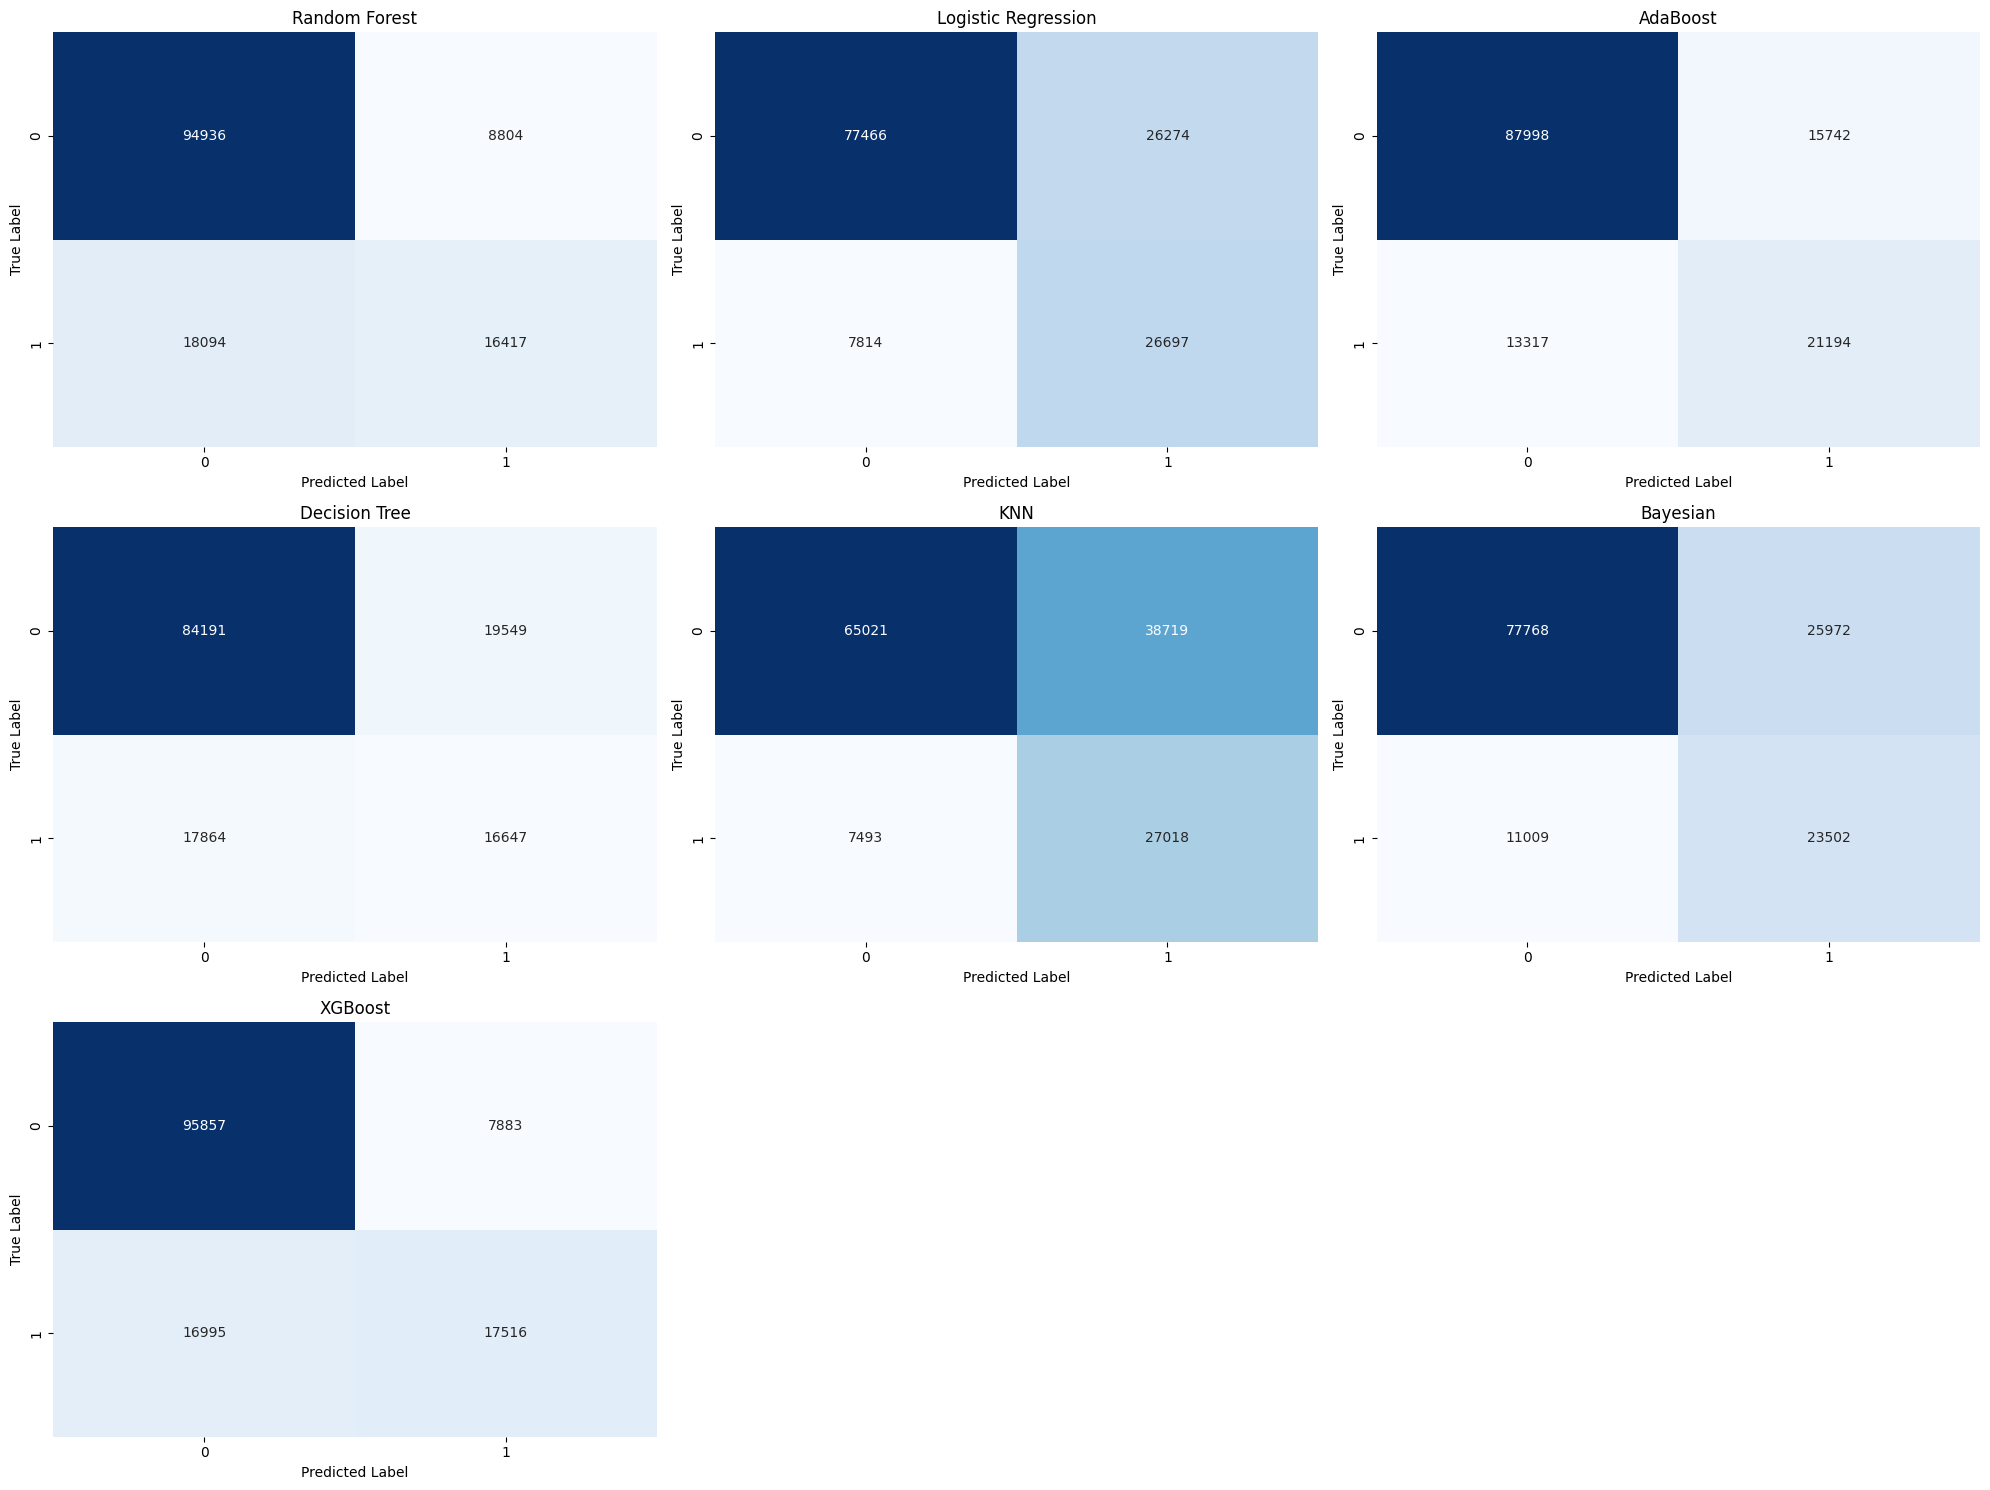 Random Forest
94936 8804
18094 16417
0
1
True Label
0 1
Predicted Label
Logistic Regression
77466 26274
7814 26697
0
1
True Label
0 1
Predicted Label
AdaBoost
87998 15742
13317 21194
0
1
True Label
0 1
Predicted Label
Decision Tree
84191 19549
17864 16647
0
1
True Label
0 1
Predicted Label
KNN
65021 38719
7493 27018
0
1
True Label
0 1
Predicted Label
Bayesian
77768 25972
11009 23502
0
1
True Label
0 1
Predicted Label
XGBoost
95857 7883
16995 17516
0
1
True Label
0 1
Predicted Label